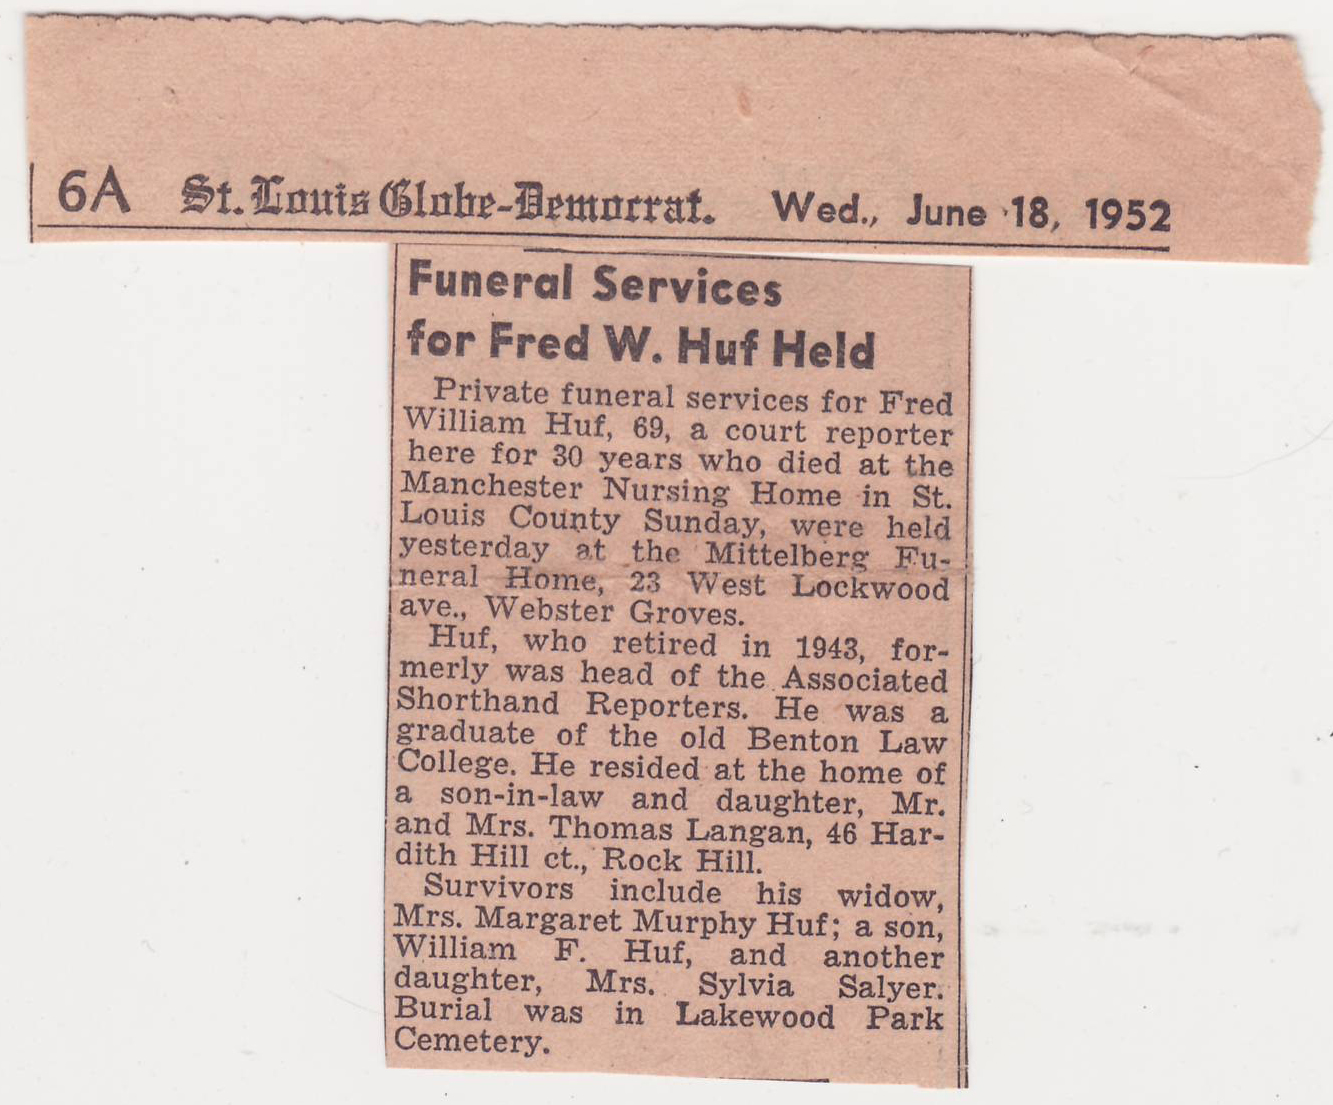 6A St. Louis Globe-Democrat. Wed., June 18, 1952
Funeral Services
for Fred W. Huf Held
Private funeral services for Fred
William Huf, 69, a court reporter
here for 30 years who died at the
Manchester Nursing Home in St.
Louis County Sunday, were held
yesterday at the Mittelberg Fu-
neral Home, 23 West Lockwood
ave., Webster Groves.
Huf, who retired in 1943, for-
merly was head of the Associated
Shorthand Reporters. He was a
graduate of the old Benton Law
College. He resided at the home of
a son-in-law and daughter, Mr.
and Mrs. Thomas Langan, 46 Har-
dith Hill ct., Rock Hill.
Survivors include his widow,
Mrs. Margaret Murphy Huf; a son,
William F. Huf, and another
daughter, Mrs. Sylvia Salyer.
Burial was in Lakewood Park
Cemetery.